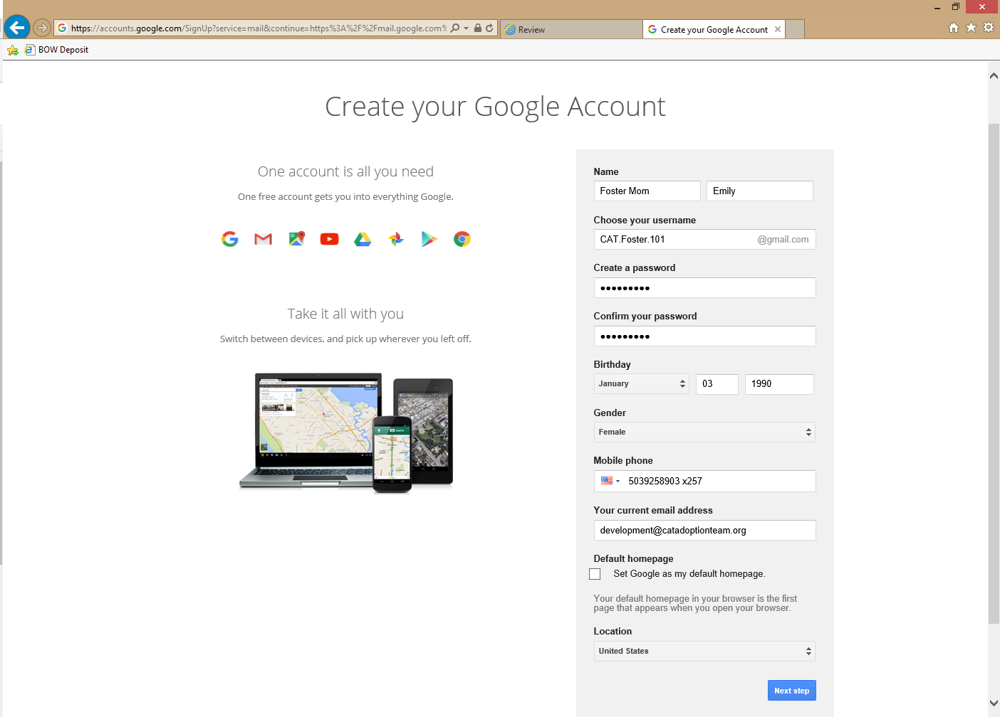 https://accounts.google.com/SignUp?service=mail&continue=https%3A%2F%2Fmail.google.com%
Review
Create your Google Account
BOW Deposit
Create your Google Account
One account is all you need
One free account gets you into everything Google.
Take it all with you
Switch between devices, and pick up wherever you left off.
Name
Foster Mom Emily
Choose your username
CAT.Foster.101 @gmail.com
Create a password
•••••••••
Confirm your password
•••••••••
Birthday
January 03 1990
Gender
Female
Mobile phone
5039258903 x257
Your current email address
development@catadoptionteam.org
Default homepage
Set Google as my default homepage.
Your default homepage in your browser is the first
page that appears when you open your browser.
Location
United States
Next step